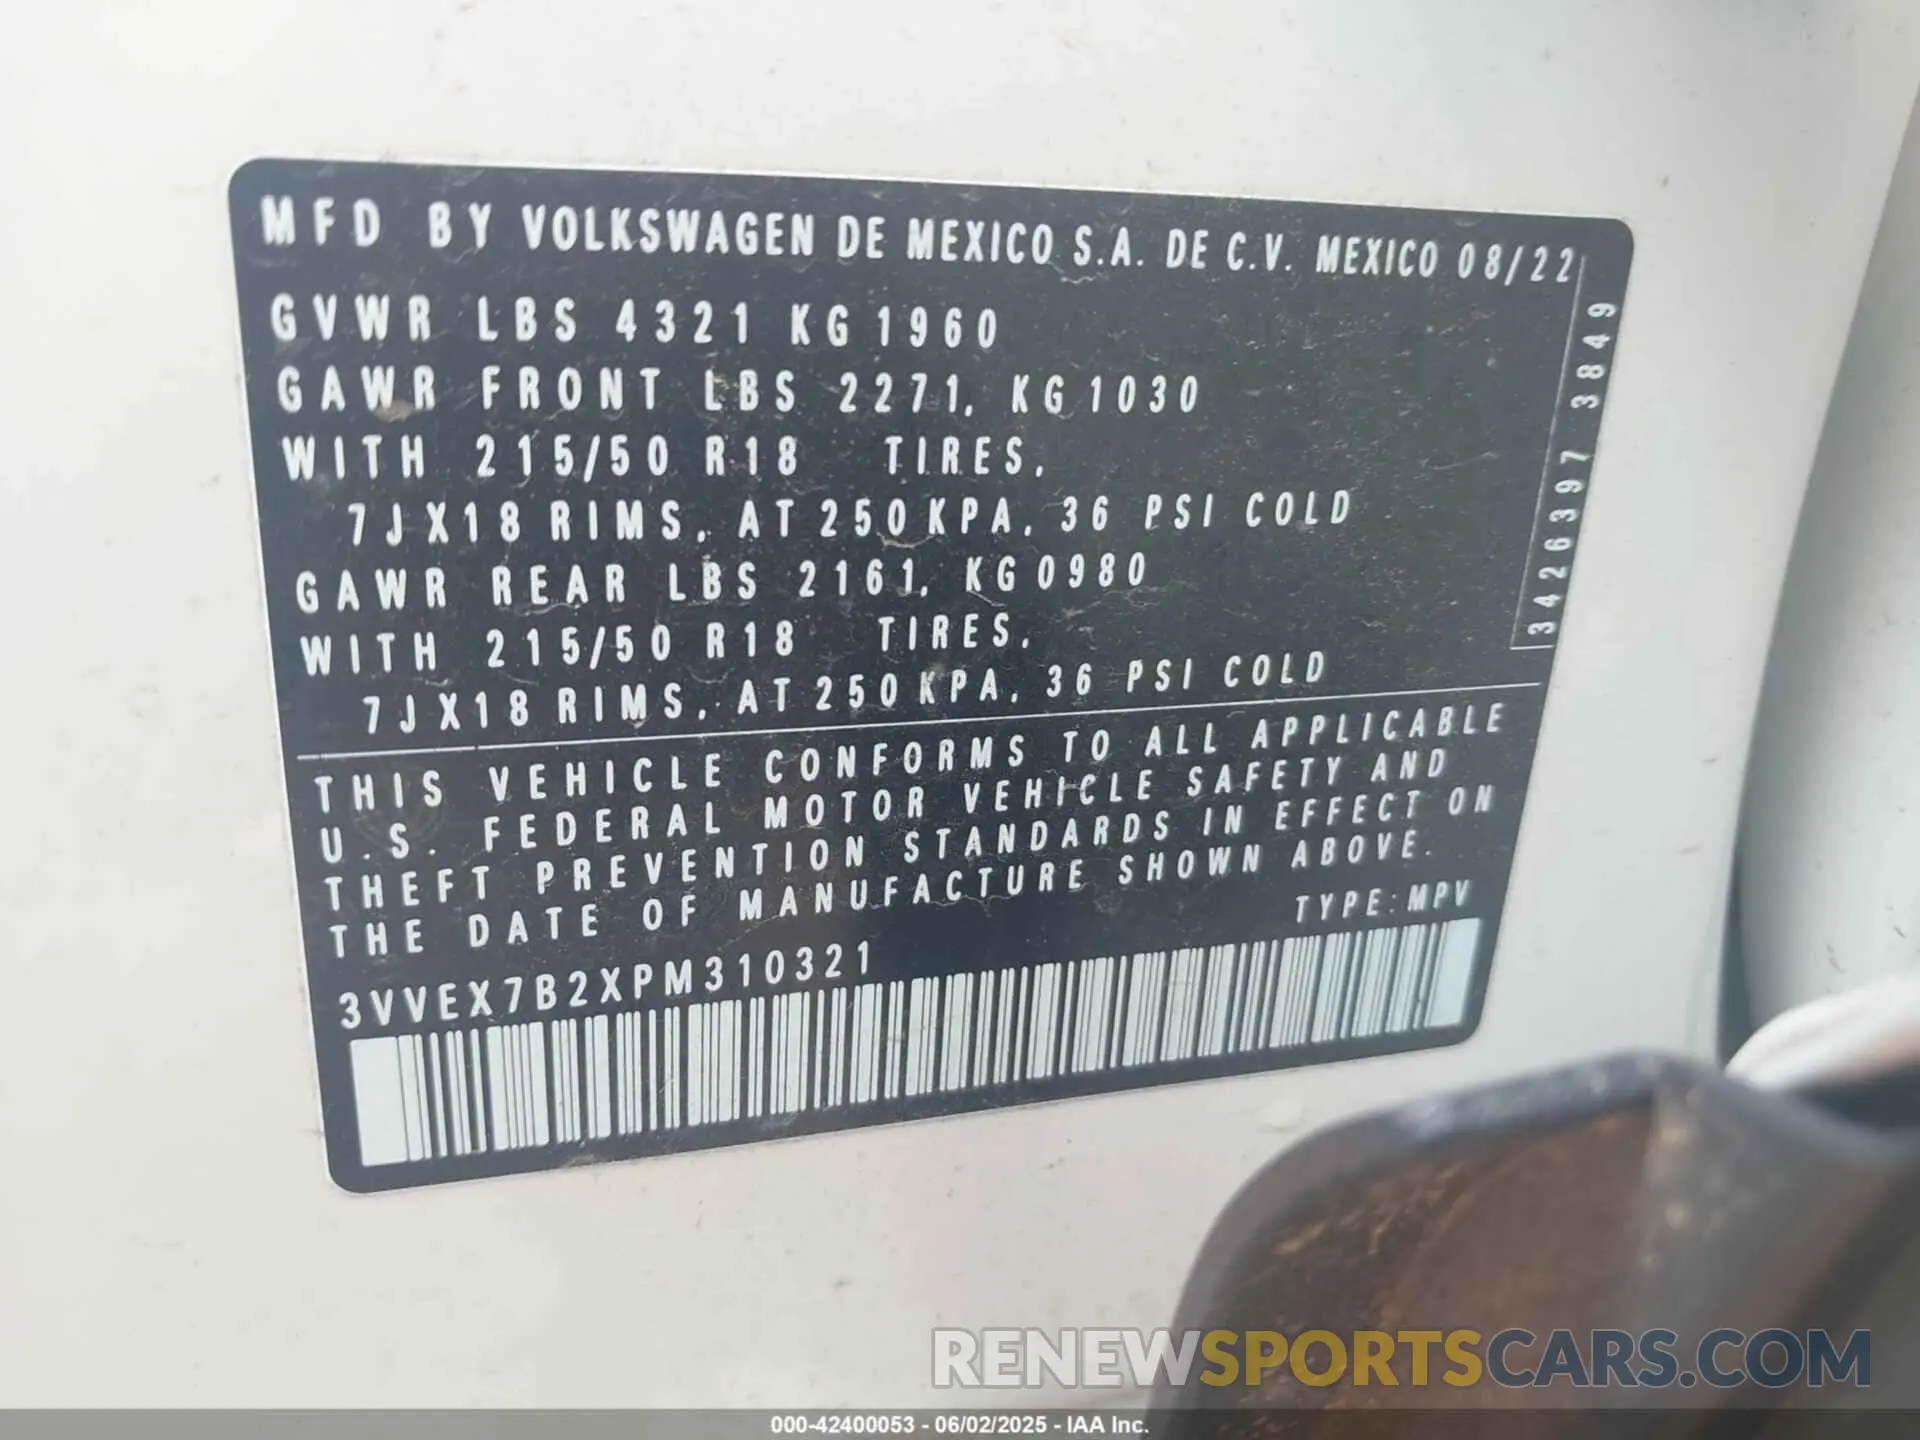 MFD BY VOLKSWAGEN DE MEXICO S.A. DE C.V. MEXICO 08/22
GVWR LBS 4321 KG 1960
GAWR FRONT LBS 2271, KG 1030
WITH 215/50 R18 TIRES,
7JX18 RIMS, AT 250 KPA, 36 PSI COLD
GAWR REAR LBS 2161, KG 0980
WITH 215/50 R18 TIRES,
7JX18 RIMS, AT 250 KPA, 36 PSI COLD
34263397 3849
THIS VEHICLE CONFORMS TO ALL APPLICABLE
U.S. FEDERAL MOTOR VEHICLE SAFETY AND
THEFT PREVENTION STANDARDS IN EFFECT ON
THE DATE OF MANUFACTURE SHOWN ABOVE.
TYPE: MPV
3VVEX7B2XPM310321
RENEWSPORTSCARS.COM
000-42400053 - 06/02/2025 - IAA Inc.